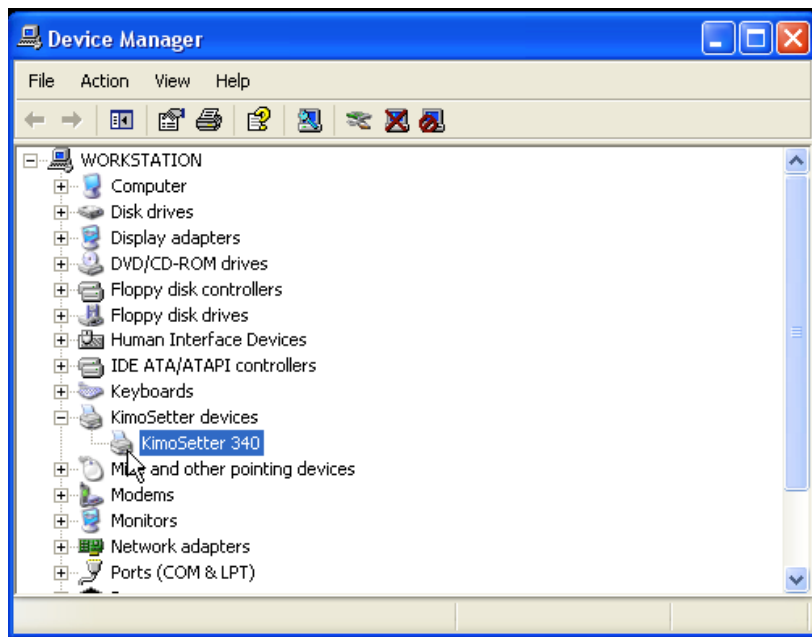 Device Manager
File Action View Help
WORKSTATION
Computer
Disk drives
Display adapters
DVD/CD-ROM drives
Floppy disk controllers
Floppy disk drives
Human Interface Devices
IDE ATA/ATAPI controllers
Keyboards
KimoSetter devices
KimoSetter 340
and other pointing devices
Modems
Monitors
Network adapters
Ports (COM & LPT)